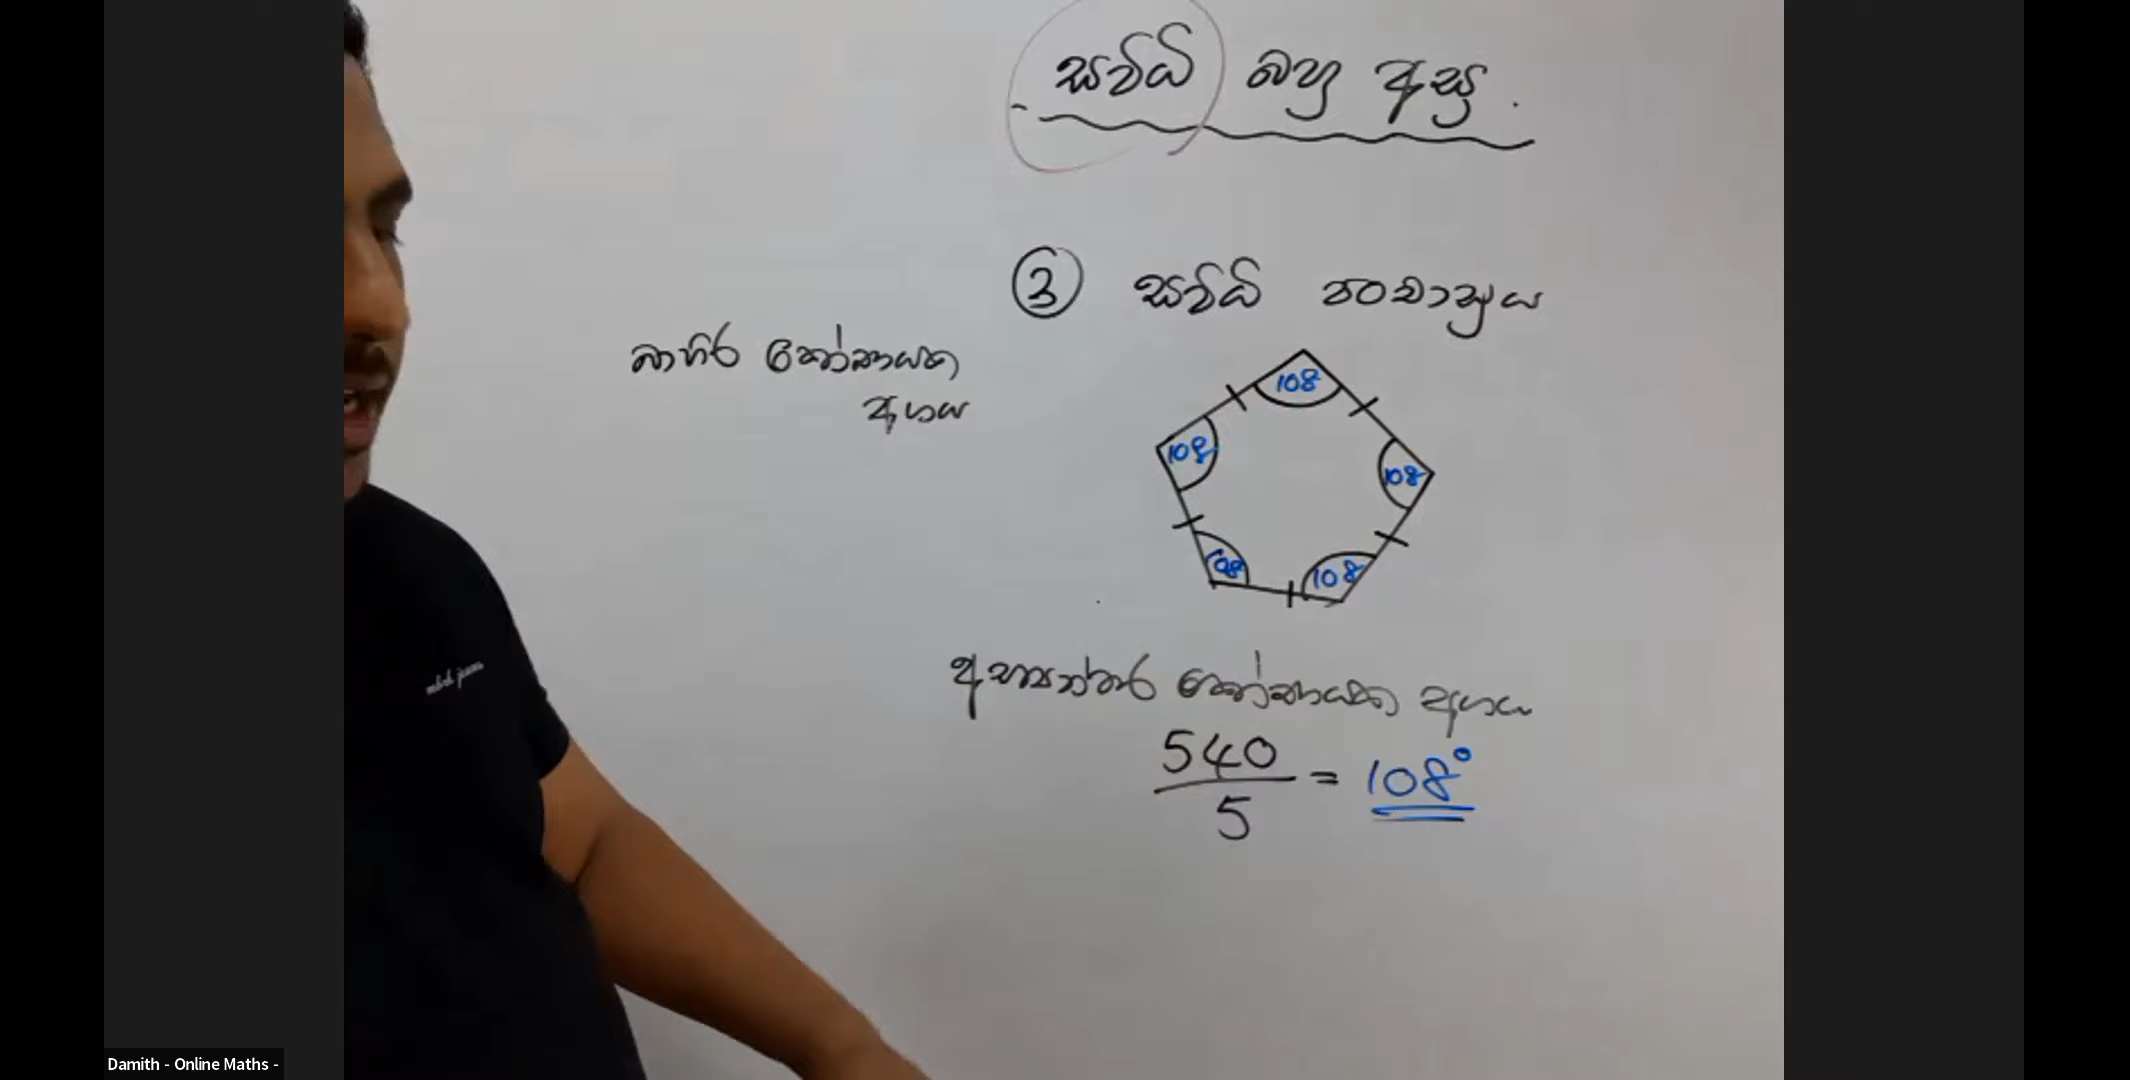 සවිධි බහු අස්‍ර.
③ සවිධි පංචාස්‍රය
බාහිර කෝණයක
අගය
108
108
108
108
108
අභ්‍යන්තර කෝණයක අගය
540
5
= 108°
Damith - Online Maths -